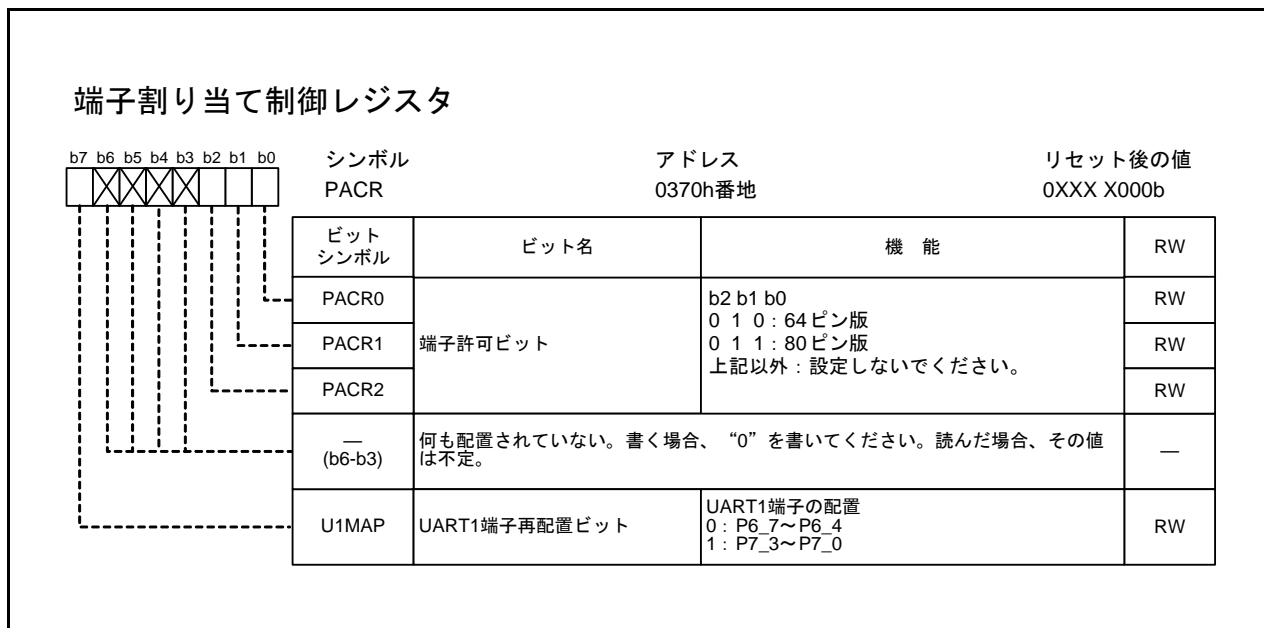 端子割り当て制御レジスタ
b7 b6 b5 b4 b3 b2 b1 b0
シンボル アドレス リセット後の値
PACR 0370h番地 0XXX X000b
ビット
シンボル
ビット名 機 能 RW
PACR0
PACR1
PACR2
端子許可ビット
b2 b1 b0
0 1 0:64ピン版
0 1 1:80ピン版
上記以外:設定しないでください。
RW
RW
RW
—
(b6-b3)
何も配置されていない。書く場合、“0”を書いてください。読んだ場合、その値
は不定。
—
U1MAP
UART1端子再配置ビット
UART1端子の配置
0:P6_7~P6_4
1:P7_3~P7_0
RW